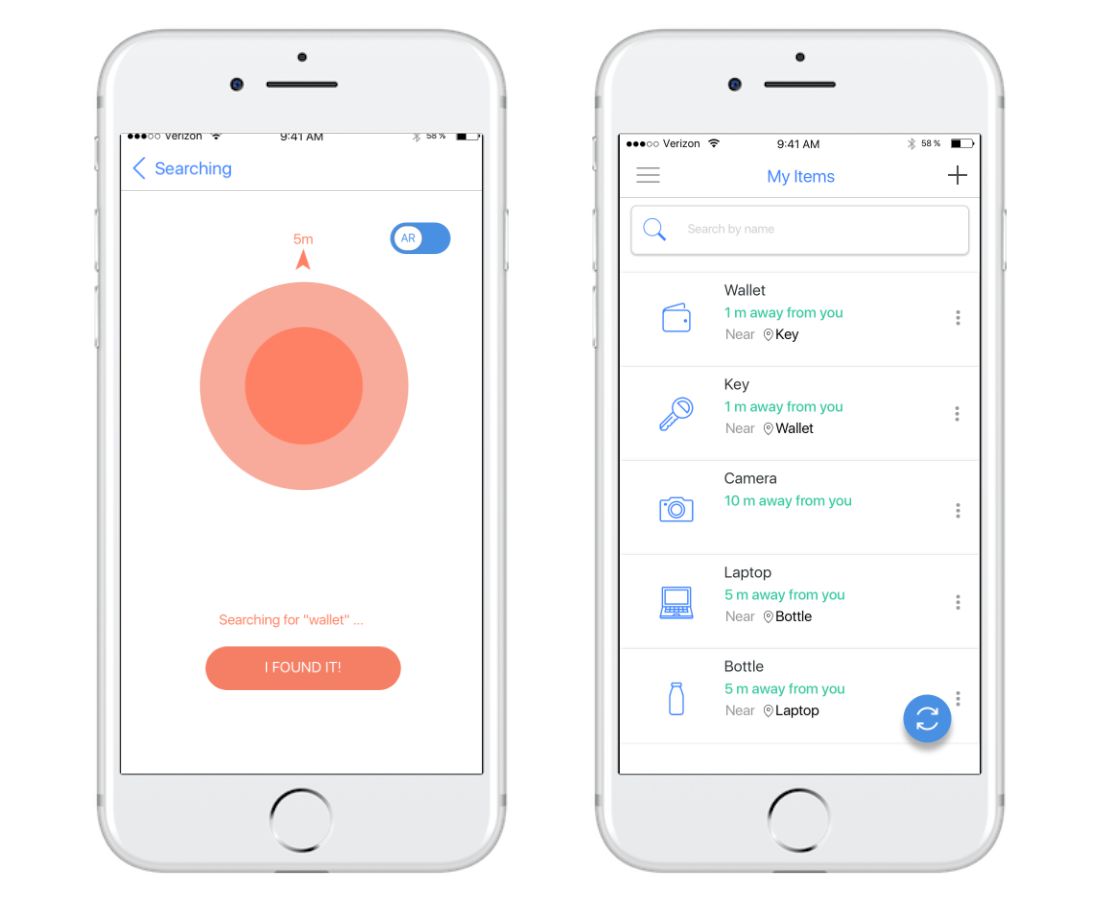 Verizon 9:41 AM 58 %
Searching
5m
AR
Searching for "wallet" ...
I FOUND IT!
Verizon 9:41 AM 58 %
My Items
Search by name
Wallet
1 m away from you
Near Key
Key
1 m away from you
Near Wallet
Camera
10 m away from you
Laptop
5 m away from you
Near Bottle
Bottle
5 m away from you
Near Laptop